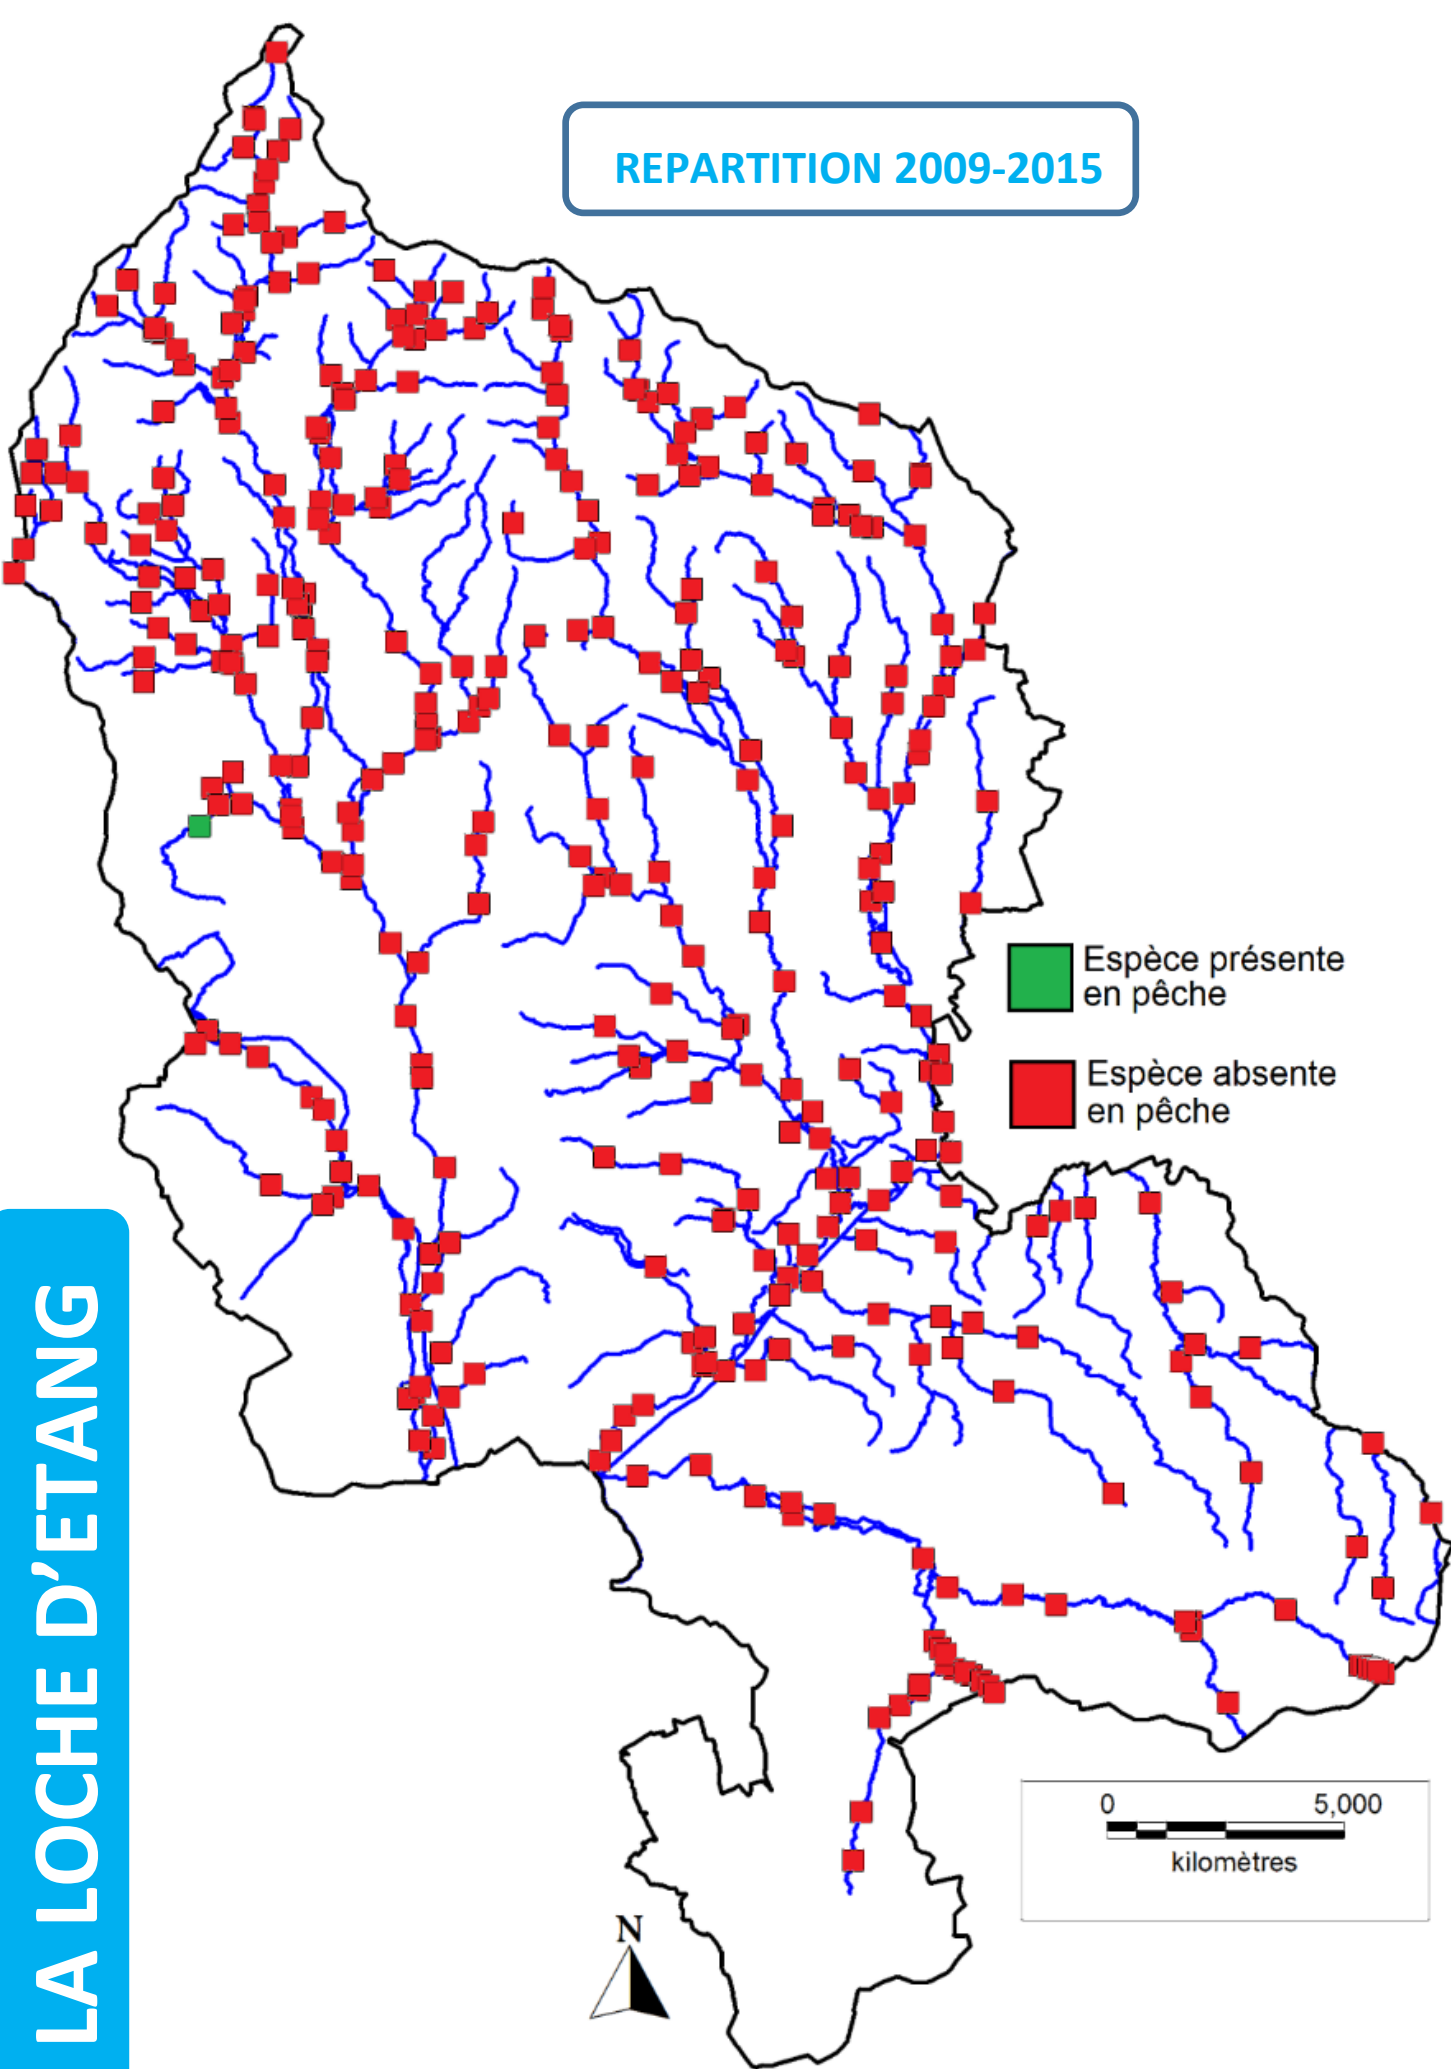 REPARTITION 2009-2015
Espèce présente
en pêche
Espèce absente
en pêche
LA LOCHE D’ETANG
0 5,000
kilomètres
N